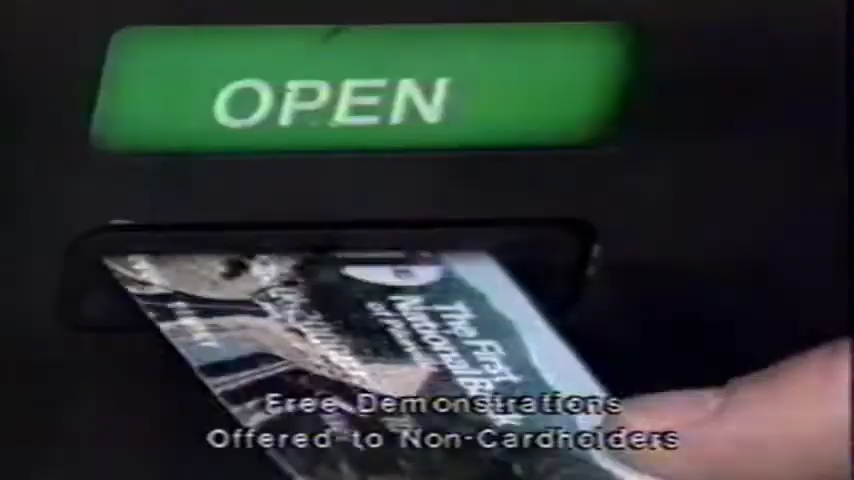 OPEN
The First
National Bank
Free Demonstrations
Offered to Non-Cardholders